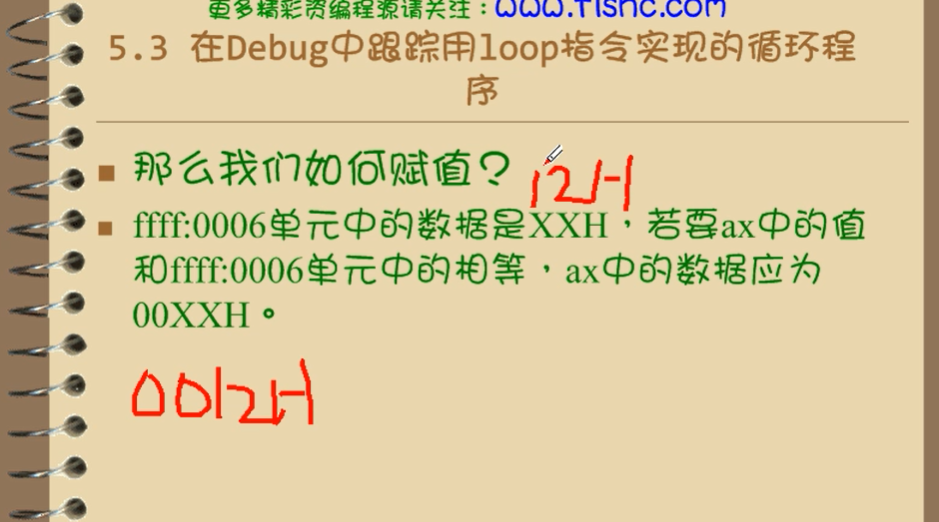 更多精彩资编程源请关注：www.fishc.com
5.3 在Debug中跟踪用loop指令实现的循环程
序
那么我们如何赋值？ 12H
ffff:0006单元中的数据是XXH，若要ax中的值
和ffff:0006单元中的相等，ax中的数据应为
00XXH。
0012H